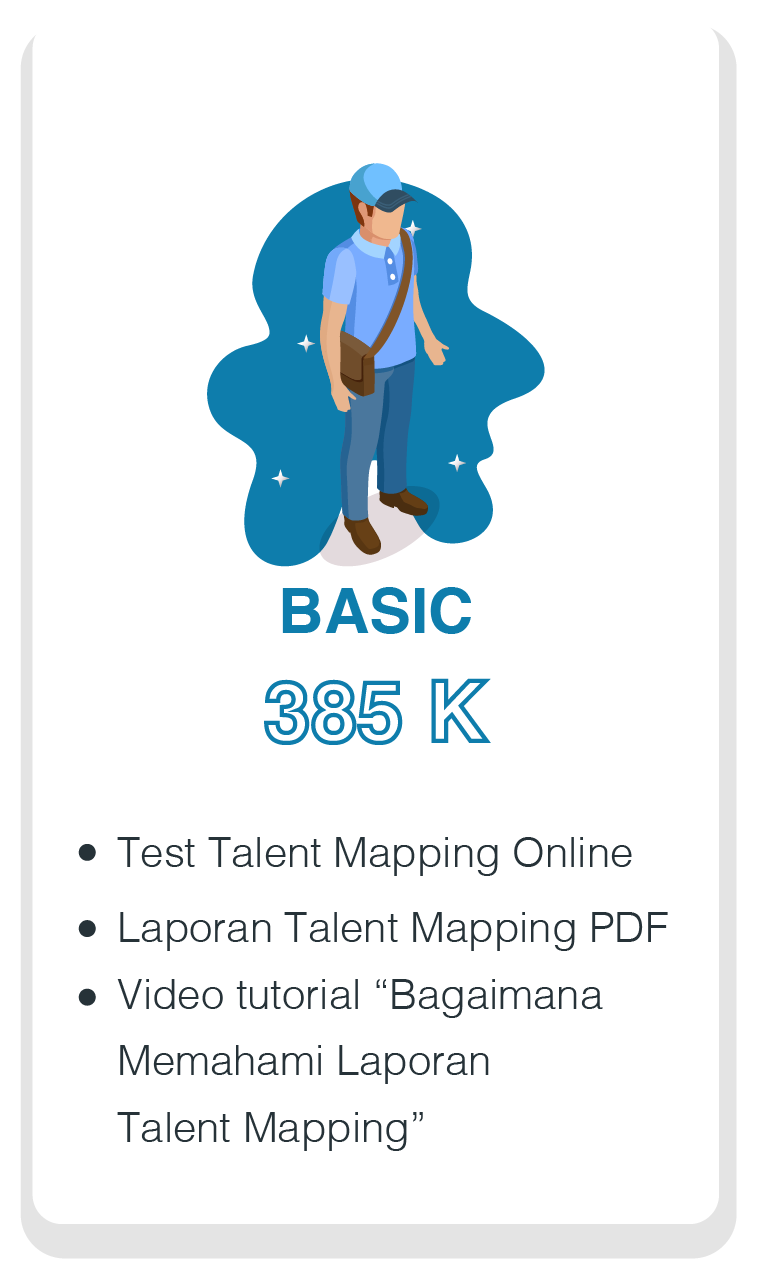 BASIC
385 K
• Test Talent Mapping Online
• Laporan Talent Mapping PDF
• Video tutorial “Bagaimana
Memahami Laporan
Talent Mapping”